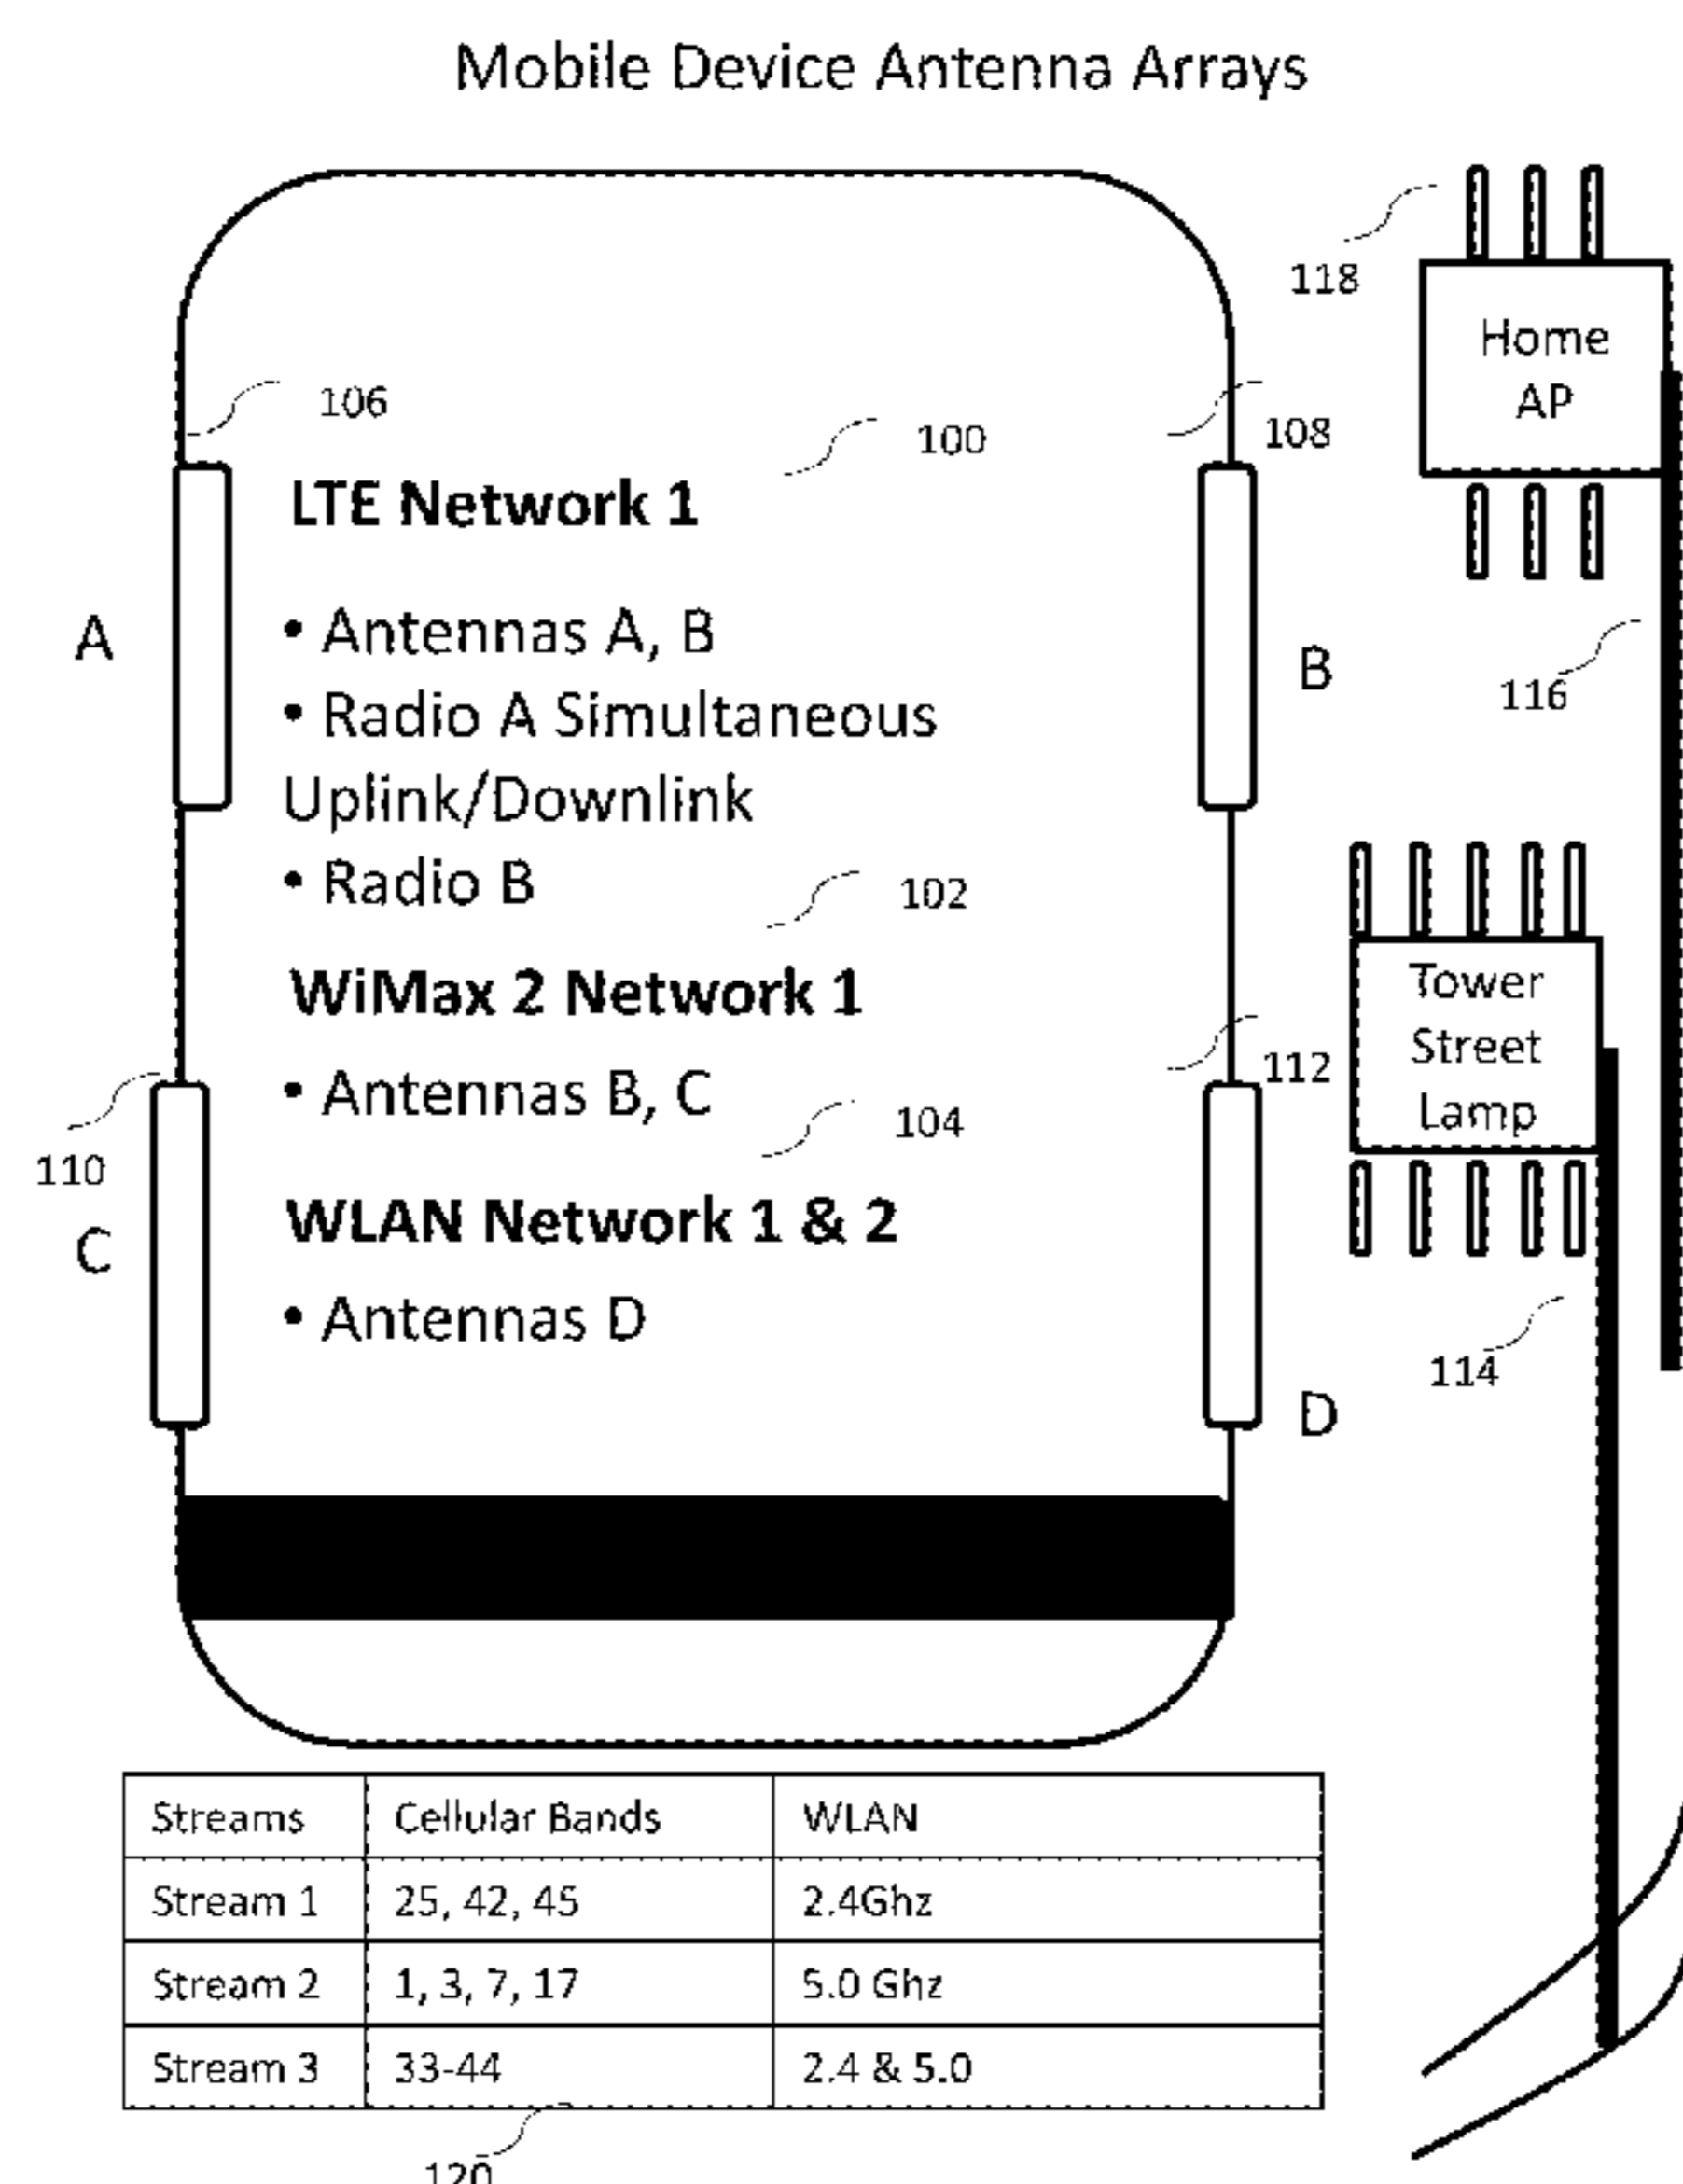 Mobile Device Antenna Arrays
118
Home
AP
106
100
108
LTE Network 1
A
• Antennas A, B
B
116
• Radio A Simultaneous
Uplink/Downlink
• Radio B
102
WiMax 2 Network 1
Tower
Street
Lamp
112
• Antennas B, C
104
110
C
WLAN Network 1 & 2
• Antennas D
114
D
Streams Cellular Bands WLAN
Stream 1 25, 42, 45 2.4Ghz
Stream 2 1, 3, 7, 17 5.0 Ghz
Stream 3 33-44 2.4 & 5.0
120